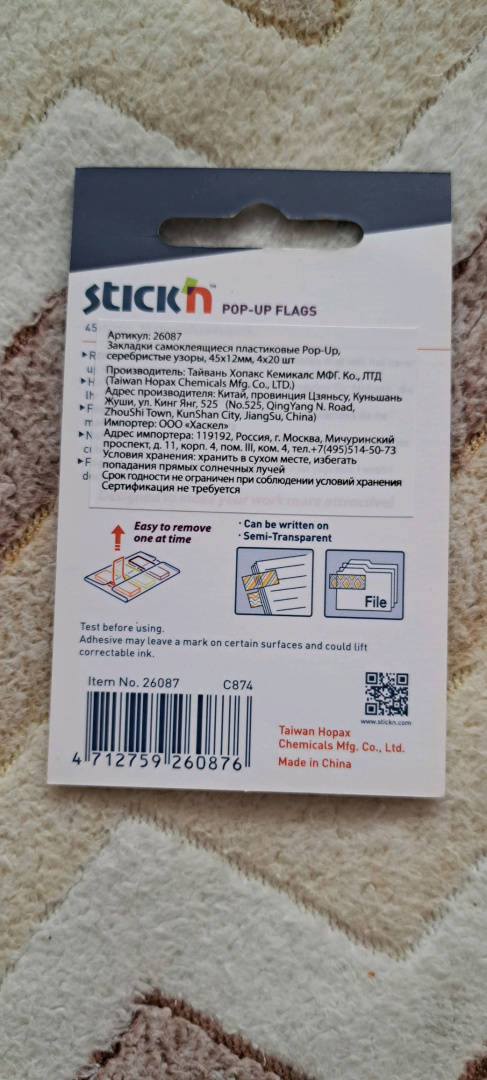 STICK'N™ POP-UP FLAGS
45
Артикул: 26087
Закладки самоклеящиеся пластиковые Pop-Up,
серебристые узоры, 45х12мм, 4х20 шт
Производитель: Тайвань Хопакс Кемикалс МФГ. Ко., ЛТД
(Taiwan Hopax Chemicals Mfg. Co., LTD.)
Адрес производителя: Китай, провинция Цзяньсу, Куньшань
Жуши, ул. Кинг Янг, 525 (No.525, QingYang N. Road,
ZhouShi Town, KunShan City, JiangSu, China)
Импортер: ООО «Хаскел»
Адрес импортера: 119192, Россия, г. Москва, Мичуринский
проспект, д. 11, корп. 4, пом. III, ком. 4, тел.+7(495)514-50-73
Условия хранения: хранить в сухом месте, избегать
попадания прямых солнечных лучей
Срок годности не ограничен при соблюдении условий хранения
Сертификация не требуется
Easy to remove
one at time
· Can be written on
· Semi-Transparent
File
Test before using.
Adhesive may leave a mark on certain surfaces and could lift
correctable ink.
Item No. 26087 C874
4 712759 260876
www.stickn.com
Taiwan Hopax
Chemicals Mfg. Co., Ltd.
Made in China